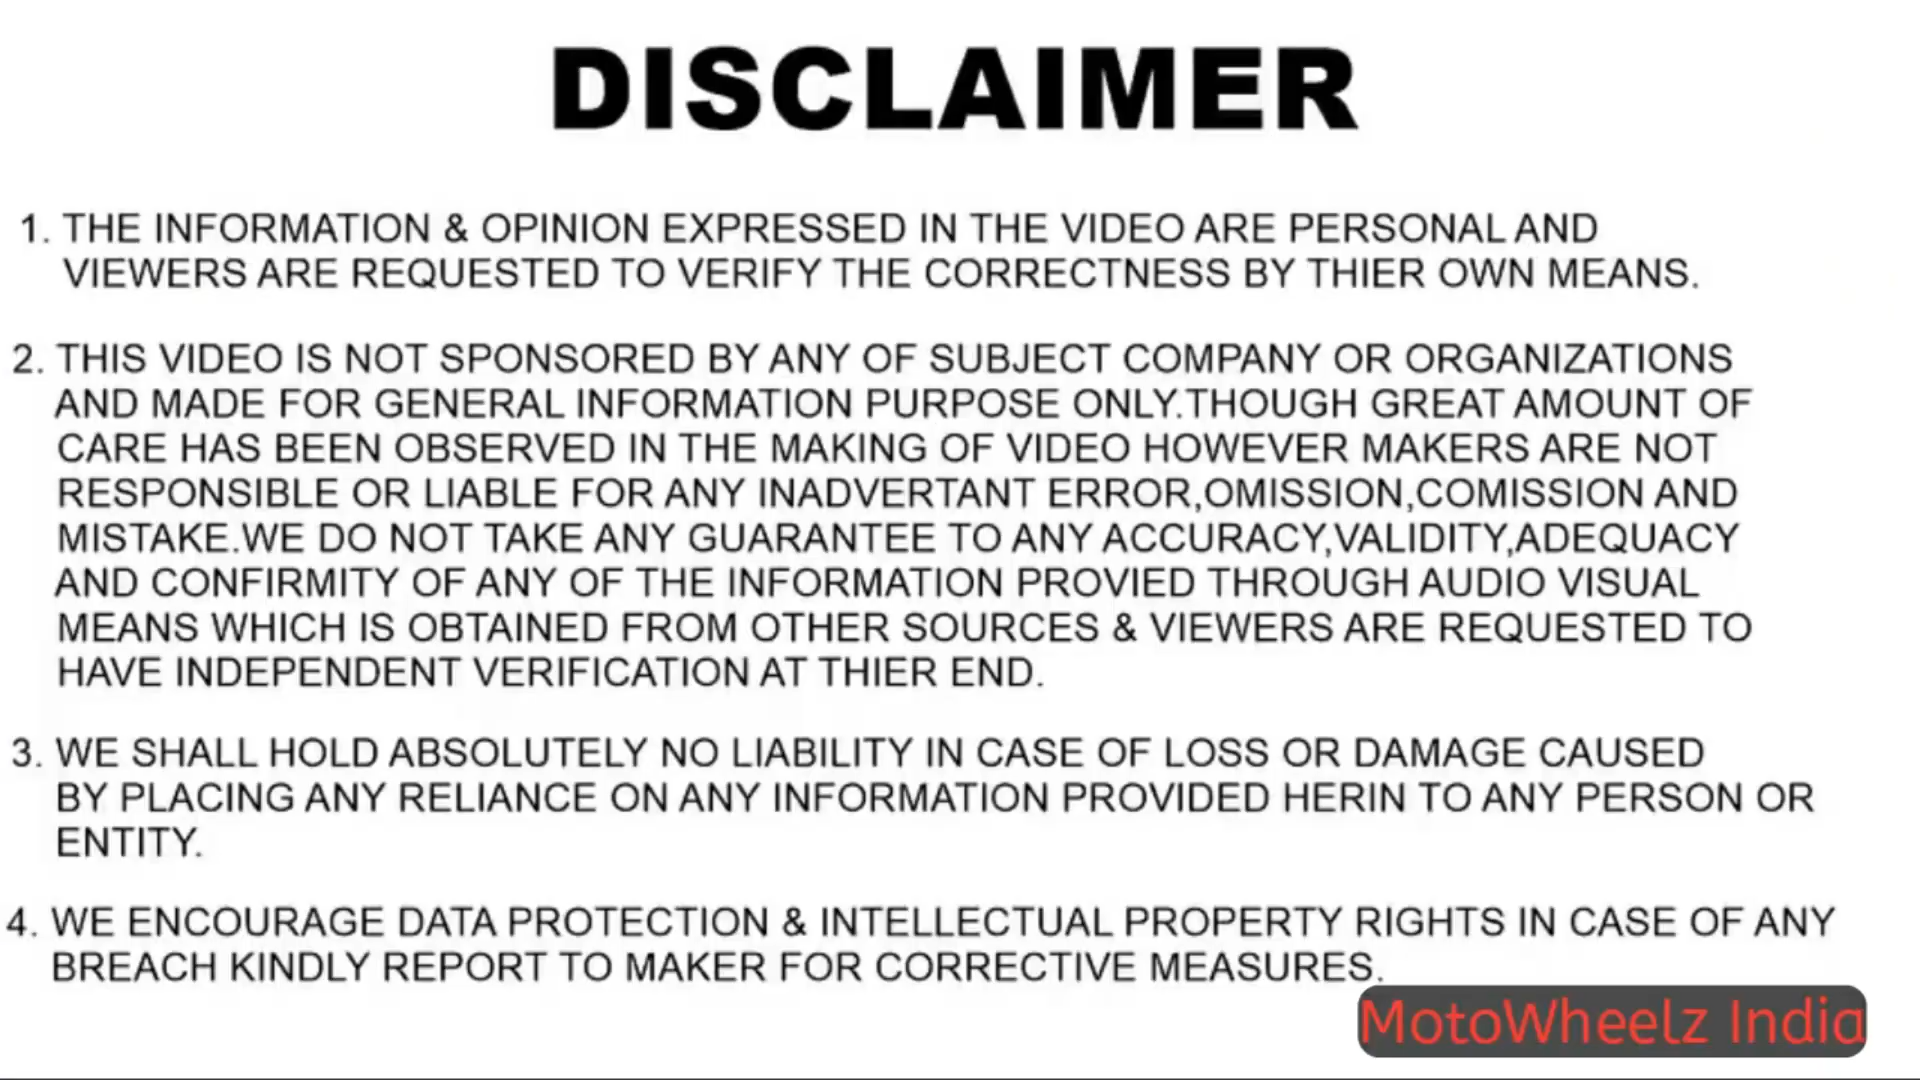 DISCLAIMER
1. THE INFORMATION & OPINION EXPRESSED IN THE VIDEO ARE PERSONAL AND
VIEWERS ARE REQUESTED TO VERIFY THE CORRECTNESS BY THIER OWN MEANS.
2. THIS VIDEO IS NOT SPONSORED BY ANY OF SUBJECT COMPANY OR ORGANIZATIONS
AND MADE FOR GENERAL INFORMATION PURPOSE ONLY.THOUGH GREAT AMOUNT OF
CARE HAS BEEN OBSERVED IN THE MAKING OF VIDEO HOWEVER MAKERS ARE NOT
RESPONSIBLE OR LIABLE FOR ANY INADVERTANT ERROR,OMISSION,COMISSION AND
MISTAKE.WE DO NOT TAKE ANY GUARANTEE TO ANY ACCURACY,VALIDITY,ADEQUACY
AND CONFIRMITY OF ANY OF THE INFORMATION PROVIED THROUGH AUDIO VISUAL
MEANS WHICH IS OBTAINED FROM OTHER SOURCES & VIEWERS ARE REQUESTED TO
HAVE INDEPENDENT VERIFICATION AT THIER END.
3. WE SHALL HOLD ABSOLUTELY NO LIABILITY IN CASE OF LOSS OR DAMAGE CAUSED
BY PLACING ANY RELIANCE ON ANY INFORMATION PROVIDED HERIN TO ANY PERSON OR
ENTITY.
4. WE ENCOURAGE DATA PROTECTION & INTELLECTUAL PROPERTY RIGHTS IN CASE OF ANY
BREACH KINDLY REPORT TO MAKER FOR CORRECTIVE MEASURES.
MotoWheelz India